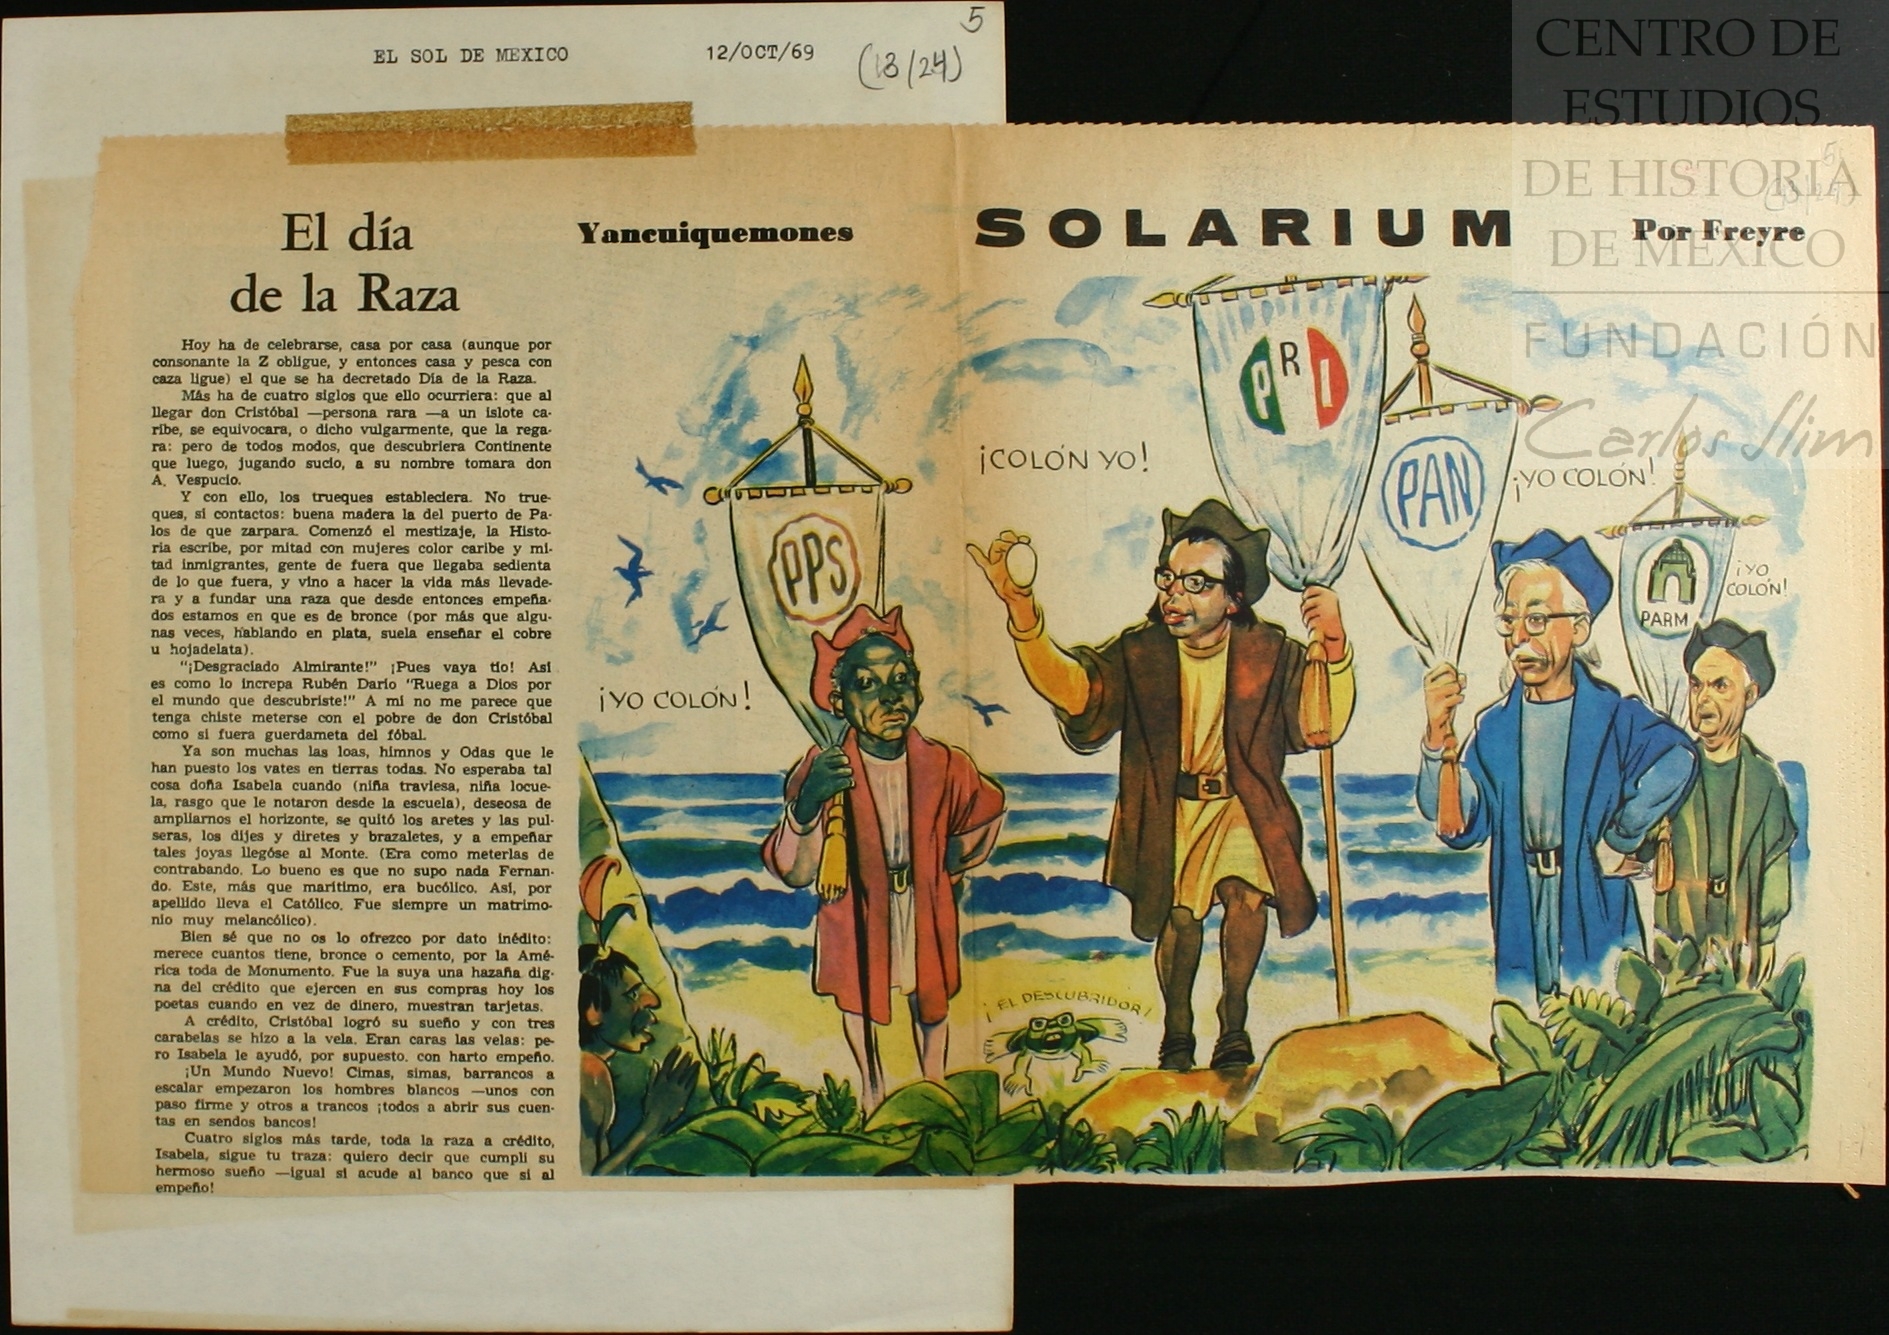 5
EL SOL DE MEXICO 12/OCT/69 (13/24)
CENTRO DE
ESTUDIOS
DE HISTORIA
DE MEXICO
FUNDACIÓN
Carlos Slim
El día
de la Raza
Hoy ha de celebrarse, casa por casa (aunque por
consonante la Z obligue, y entonces casa y pesca con
caza ligue) el que se ha decretado Día de la Raza.
Más ha de cuatro siglos que ello ocurriera: que al
llegar don Cristóbal —persona rara —a un islote ca-
ribe, se equivocara, o dicho vulgarmente, que la rega-
ra: pero de todos modos, que descubriera Continente
que luego, jugando sucio, a su nombre tomara don
A. Vespucio.
Y con ello, los trueques estableciera. No true-
ques, sí contactos: buena madera la del puerto de Pa-
los de que zarpara. Comenzó el mestizaje, la Histo-
ria escribe, por mitad con mujeres color caribe y mi-
tad inmigrantes, gente de fuera que llegaba sedienta
de lo que fuera, y vino a hacer la vida más llevade-
ra y a fundar una raza que desde entonces empeña-
dos estamos en que es de bronce (por más que algu-
nas veces, hablando en plata, suela enseñar el cobre
u hojadelata).
"¡Desgraciado Almirante!" ¡Pues vaya tío! Así
es como lo increpa Rubén Darío "Ruega a Dios por
el mundo que descubriste!" A mí no me parece que
tenga chiste meterse con el pobre de don Cristóbal
como si fuera guerdameta del fóbal.
Ya son muchas las loas, himnos y Odas que le
han puesto los vates en tierras todas. No esperaba tal
cosa doña Isabela cuando (niña traviesa, niña locue-
la, rasgo que le notaron desde la escuela), deseosa de
ampliarnos el horizonte, se quitó los aretes y las pul-
seras, los dijes y diretes y brazaletes, y a empeñar
tales joyas llegóse al Monte. (Era como meterlas de
contrabando. Lo bueno es que no supo nada Fernan-
do. Este, más que marítimo, era bucólico. Así, por
apellido lleva el Católico. Fue siempre un matrimo-
nio muy melancólico).
Bien sé que no os lo ofrezco por dato inédito:
merece cuantos tiene, bronce o cemento, por la Amé-
rica toda de Monumento. Fue la suya una hazaña dig-
na del crédito que ejercen en sus compras hoy los
poetas cuando en vez de dinero, muestran tarjetas.
A crédito, Cristóbal logró su sueño y con tres
carabelas se hizo a la vela. Eran caras las velas: pe-
ro Isabela le ayudó, por supuesto. con harto empeño.
¡Un Mundo Nuevo! Cimas, simas, barrancos a
escalar empezaron los hombres blancos —unos con
paso firme y otros a trancos ¡todos a abrir sus cuen-
tas en sendos bancos!
Cuatro siglos más tarde, toda la raza a crédito,
Isabela, sigue tu traza: quiero decir que cumplí su
hermoso sueño —igual si acude al banco que si al
empeño!
Yancuiquemones SOLARIUM Por Freyre
PRI
¡COLÓN YO!
PAN
¡YO COLÓN!
PPS
¡YO COLÓN!
PARM
¡YO
COLÓN!
¡EL DESCUBRIDOR!